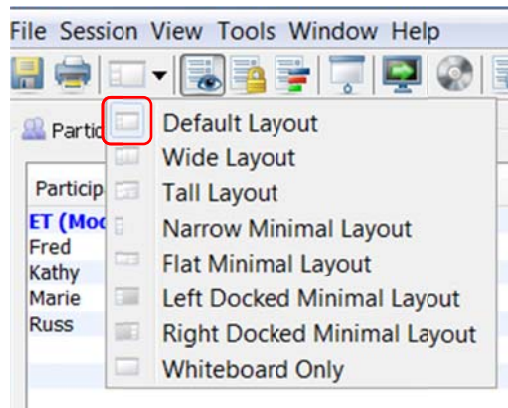 File Session View Tools Window Help
Partic
Default Layout
Wide Layout
Particip
Tall Layout
ET (Moc
Narrow Minimal Layout
Fred
Flat Minimal Layout
Kathy
Left Docked Minimal Layout
Marie
Right Docked Minimal Layout
Russ
Whiteboard Only